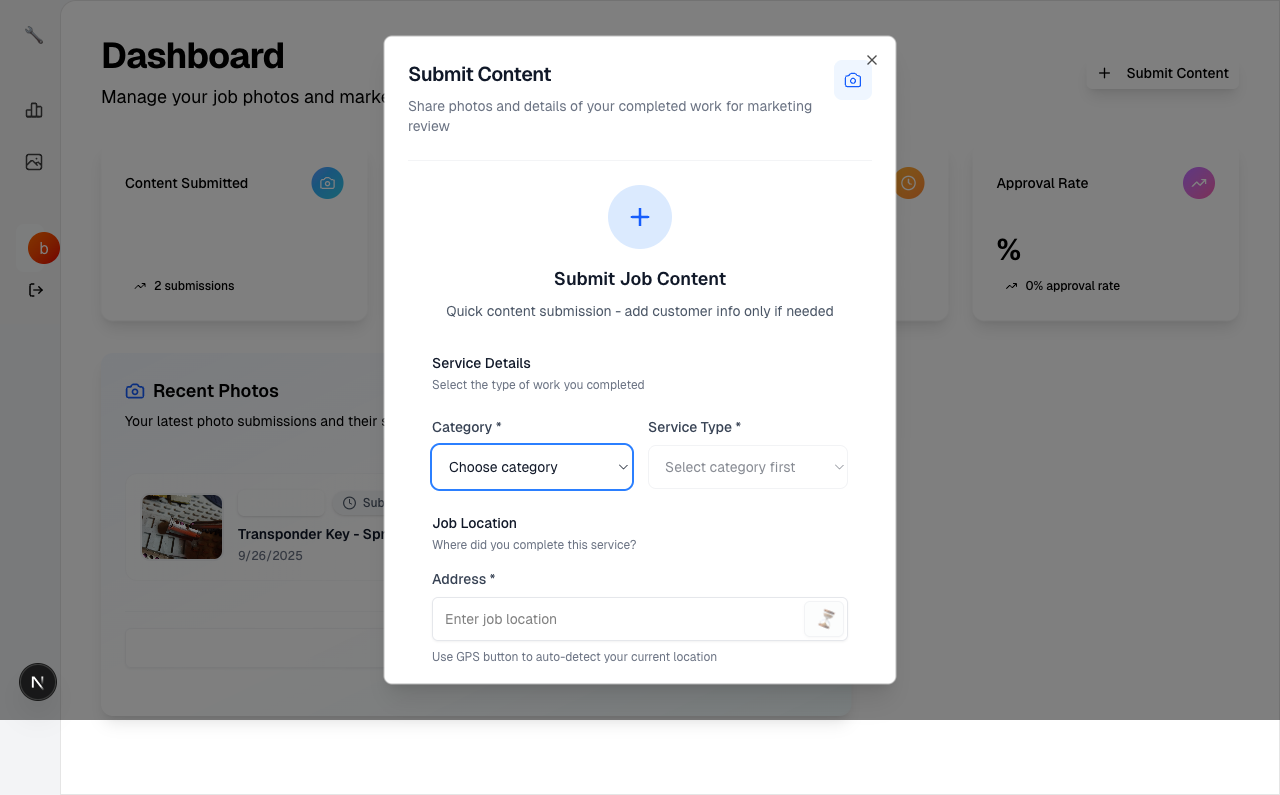 Dashboard
Manage your job photos and marke
Submit Content
Content Submitted
2 submissions
Approval Rate
%
0% approval rate
Recent Photos
Your latest photo submissions and their s
Sub
Transponder Key - Spr
9/26/2025
b
N
Submit Content
Share photos and details of your completed work for marketing
review
Submit Job Content
Quick content submission - add customer info only if needed
Service Details
Select the type of work you completed
Category *
Service Type *
Choose category
Select category first
Job Location
Where did you complete this service?
Address *
Enter job location
Use GPS button to auto-detect your current location